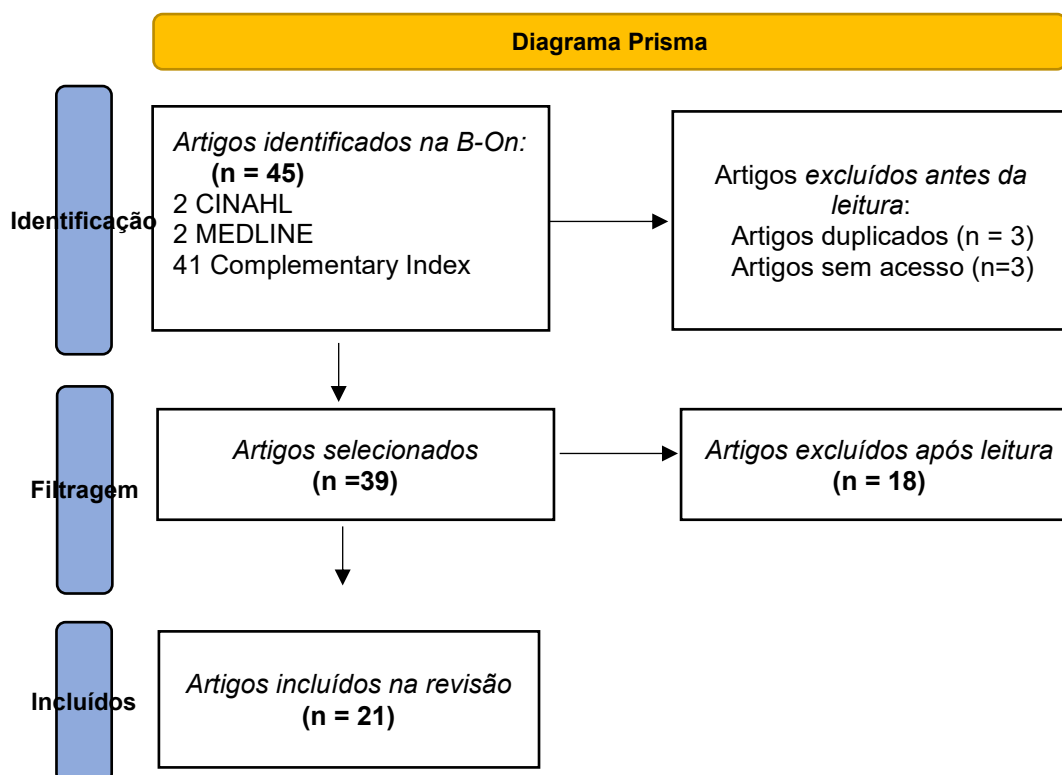 Diagrama Prisma
Identificação
Artigos identificados na B-On:
(n = 45)
2 CINAHL
2 MEDLINE
41 Complementary Index
Artigos excluídos antes da
leitura:
Artigos duplicados (n = 3)
Artigos sem acesso (n=3)
Filtragem
Artigos selecionados
(n =39)
Artigos excluídos após leitura
(n = 18)
Incluídos
Artigos incluídos na revisão
(n = 21)